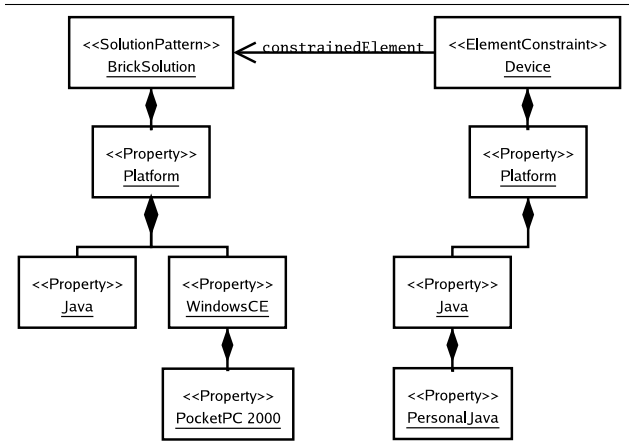 <<SolutionPattern>>
BrickSolution
constrainedElement
<<ElementConstraint>>
Device
<<Property>>
Platform
<<Property>>
Platform
<<Property>>
Java
<<Property>>
WindowsCE
<<Property>>
Java
<<Property>>
PocketPC 2000
<<Property>>
PersonalJava